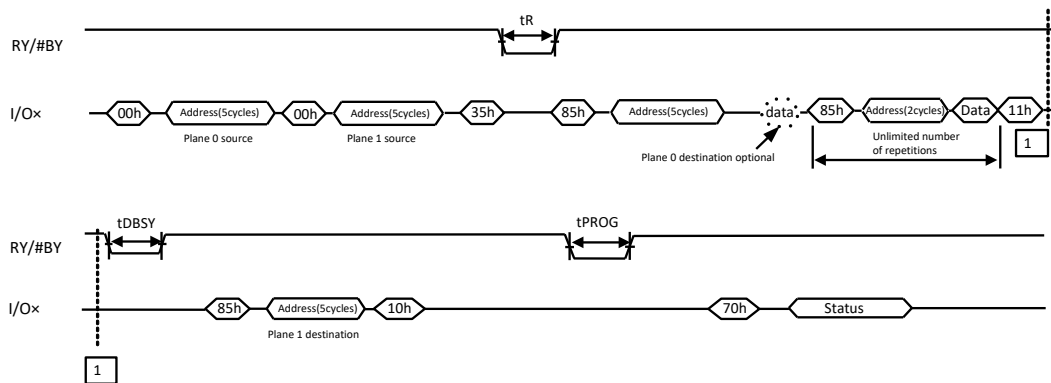 tR
RY/#BY
I/O×
00h
Address(5cycles)
00h
Address(5cycles)
35h
85h
Address(5cycles)
data
85h
Address(2cycles)
Data
11h
Plane 0 source
Plane 1 source
Plane 0 destination optional
Unlimited number
of repetitions
1
tDBSY
tPROG
RY/#BY
I/O×
85h
Address(5cycles)
10h
70h
Status
Plane 1 destination
1